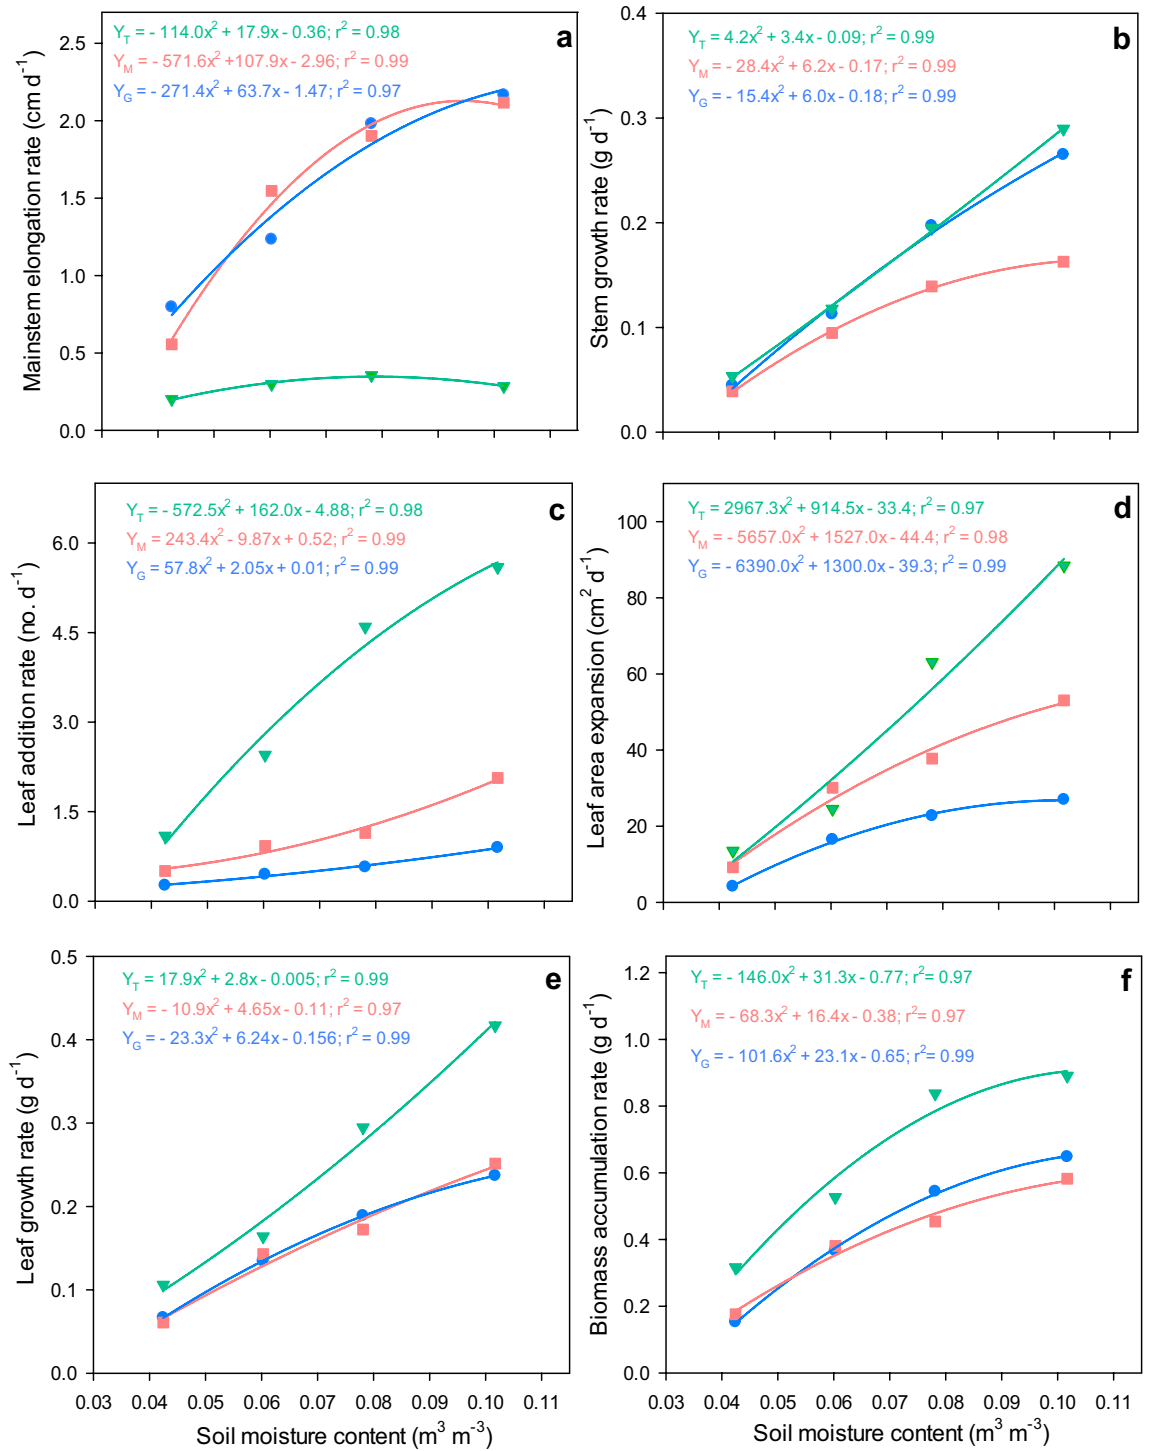 a
Y_T = - 114.0x² + 17.9x - 0.36; r² = 0.98
Y_M = - 571.6x² +107.9x - 2.96; r² = 0.99
Y_G = - 271.4x² + 63.7x - 1.47; r² = 0.97
Mainstem elongation rate (cm d⁻¹)
2.5
2.0
1.5
1.0
0.5
0.0
b
Y_T = 4.2x² + 3.4x - 0.09; r² = 0.99
Y_M = - 28.4x² + 6.2x - 0.17; r² = 0.99
Y_G = - 15.4x² + 6.0x - 0.18; r² = 0.99
Stem growth rate (g d⁻¹)
0.4
0.3
0.2
0.1
0.0
c
Y_T = - 572.5x² + 162.0x - 4.88; r² = 0.98
Y_M = 243.4x² - 9.87x + 0.52; r² = 0.99
Y_G = 57.8x² + 2.05x + 0.01; r² = 0.99
Leaf addition rate (no. d⁻¹)
6.0
4.5
3.0
1.5
0.0
d
Y_T = 2967.3x² + 914.5x - 33.4; r² = 0.97
Y_M = - 5657.0x² + 1527.0x - 44.4; r² = 0.98
Y_G = - 6390.0x² + 1300.0x - 39.3; r² = 0.99
Leaf area expansion (cm² d⁻¹)
100
80
60
40
20
0
e
Y_T = 17.9x² + 2.8x - 0.005; r² = 0.99
Y_M = - 10.9x² + 4.65x - 0.11; r² = 0.97
Y_G = - 23.3x² + 6.24x - 0.156; r² = 0.99
Leaf growth rate (g d⁻¹)
0.5
0.4
0.3
0.2
0.1
0.0
0.03 0.04 0.05 0.06 0.07 0.08 0.09 0.10 0.11
Soil moisture content (m³ m⁻³)
f
Y_T = - 146.0x² + 31.3x - 0.77; r²= 0.97
Y_M = - 68.3x² + 16.4x - 0.38; r²= 0.97
Y_G = - 101.6x² + 23.1x - 0.65; r²= 0.99
Biomass accumulation rate (g d⁻¹)
1.2
1.0
0.8
0.6
0.4
0.2
0.0
0.03 0.04 0.05 0.06 0.07 0.08 0.09 0.10 0.11
Soil moisture content (m³ m⁻³)